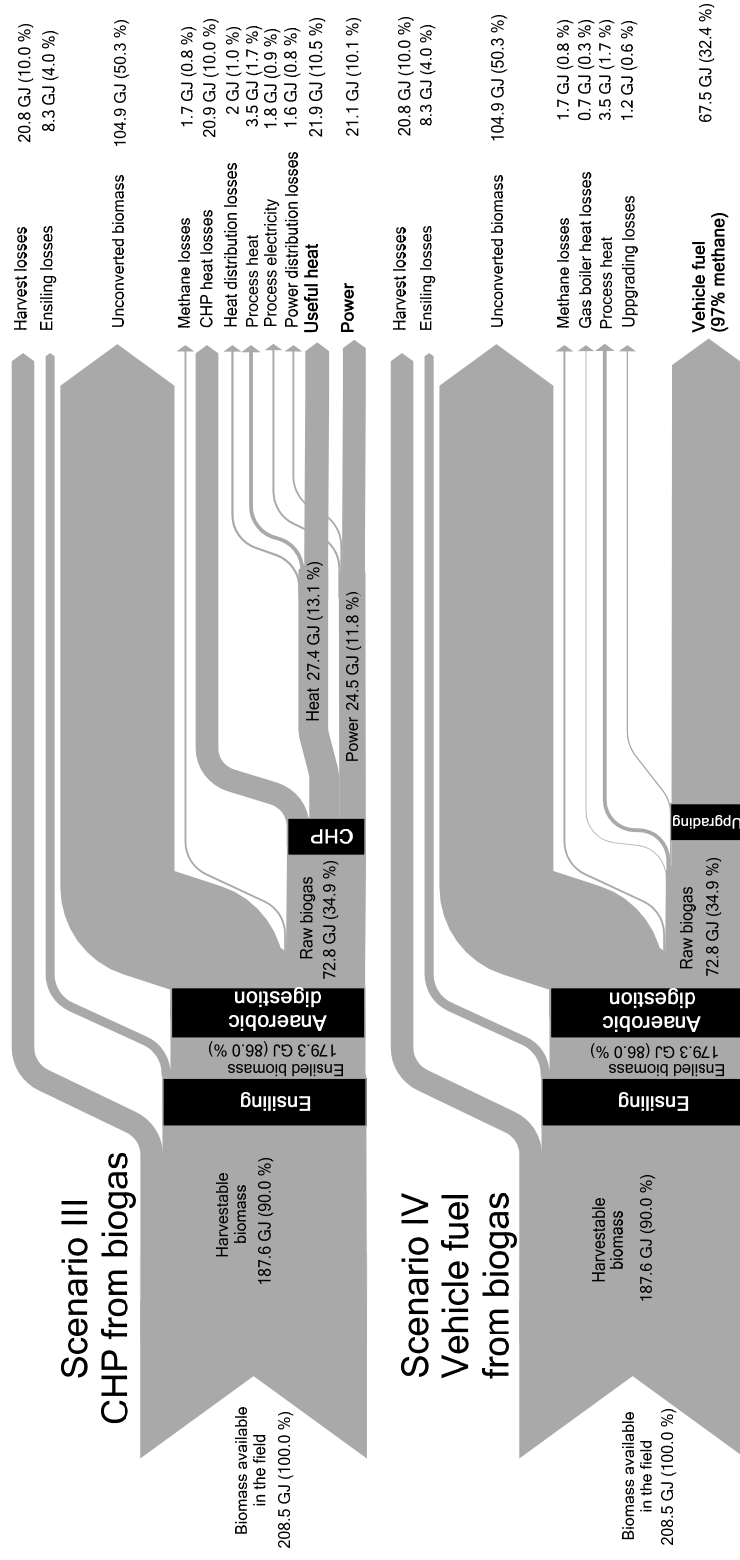 Scenario III
CHP from biogas
Biomass available
in the field
208.5 GJ (100.0 %)
Harvestable
biomass
187.6 GJ (90.0 %)
Ensiling
Ensiled biomass
179.3 GJ (86.0 %)
Anaerobic
digestion
Raw biogas
72.8 GJ (34.9 %)
CHP
Heat 27.4 GJ (13.1 %)
Power 24.5 GJ (11.8 %)
Harvest losses 20.8 GJ (10.0 %)
Ensiling losses 8.3 GJ (4.0 %)
Unconverted biomass 104.9 GJ (50.3 %)
Methane losses 1.7 GJ (0.8 %)
CHP heat losses 20.9 GJ (10.0 %)
Heat distribution losses 2 GJ (1.0 %)
Process heat 3.5 GJ (1.7 %)
Process electricity 1.8 GJ (0.9 %)
Power distribution losses 1.6 GJ (0.8 %)
Useful heat 21.9 GJ (10.5 %)
Power 21.1 GJ (10.1 %)
Scenario IV
Vehicle fuel
from biogas
Biomass available
in the field
208.5 GJ (100.0 %)
Harvestable
biomass
187.6 GJ (90.0 %)
Ensiling
Ensiled biomass
179.3 GJ (86.0 %)
Anaerobic
digestion
Raw biogas
72.8 GJ (34.9 %)
Upgrading
Harvest losses 20.8 GJ (10.0 %)
Ensiling losses 8.3 GJ (4.0 %)
Unconverted biomass 104.9 GJ (50.3 %)
Methane losses 1.7 GJ (0.8 %)
Gas boiler heat losses 0.7 GJ (0.3 %)
Process heat 3.5 GJ (1.7 %)
Uppgrading losses 1.2 GJ (0.6 %)
Vehicle fuel 67.5 GJ (32.4 %)
(97% methane)